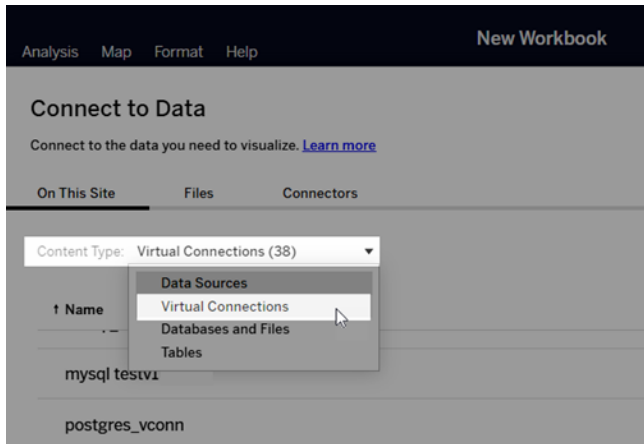 New Workbook
Analysis Map Format Help
Connect to Data
Connect to the data you need to visualize. Learn more
On This Site Files Connectors
Content Type: Virtual Connections (38)
Data Sources
↑ Name
Virtual Connections
Databases and Files
Tables
mysql testv1
postgres_vconn